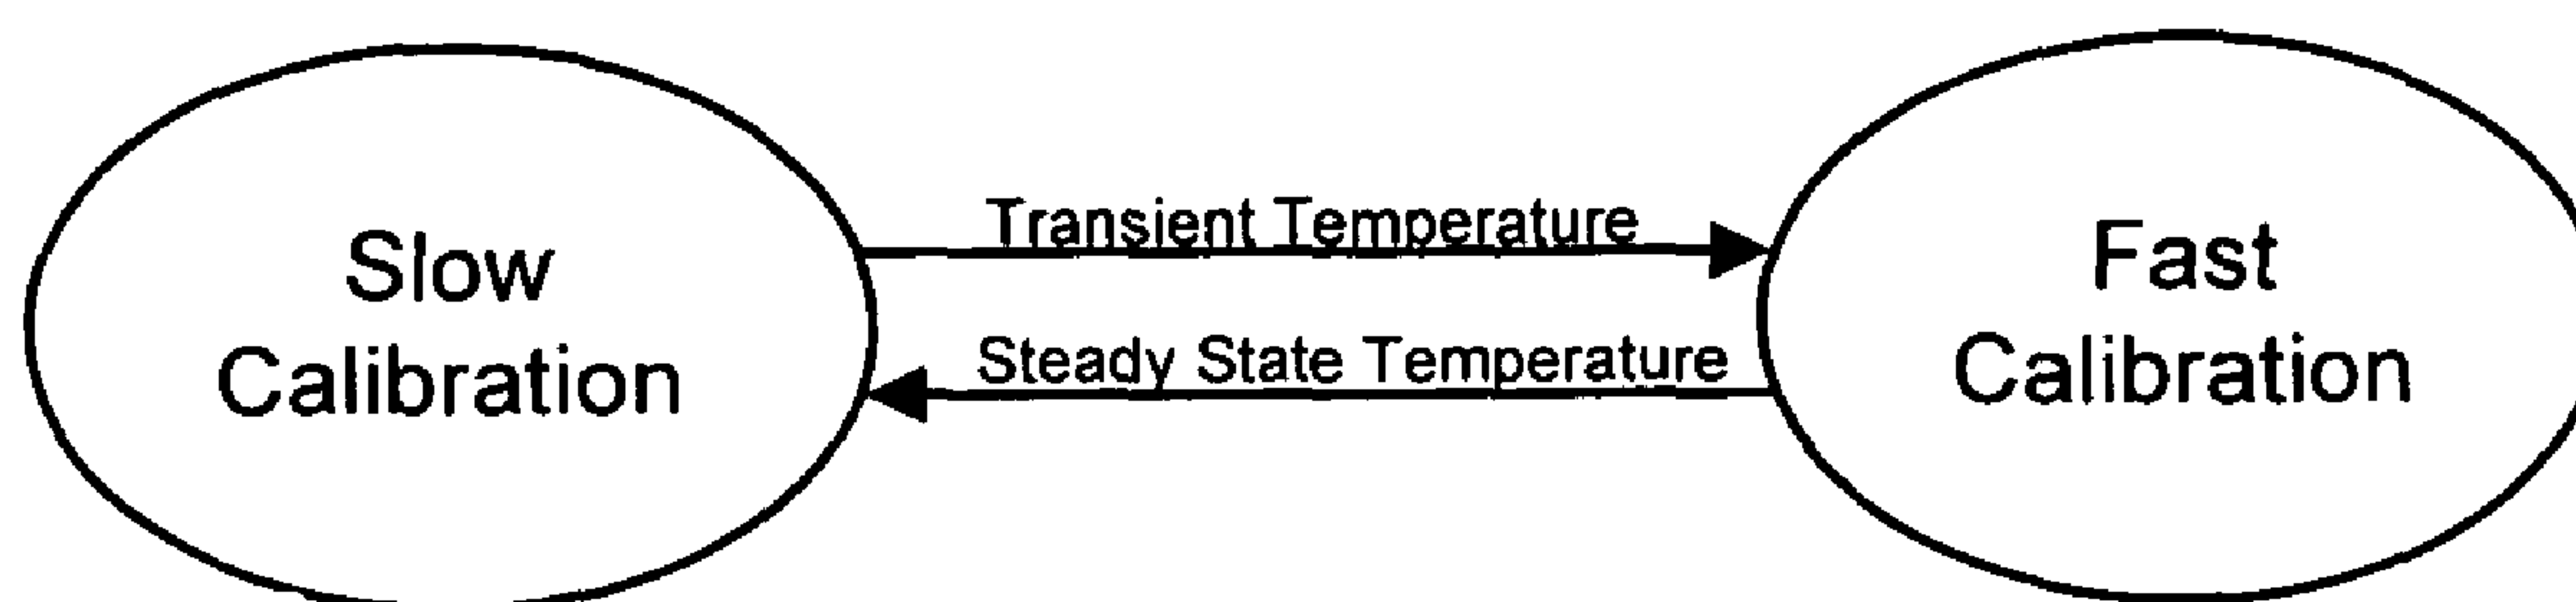 Slow
Calibration
Transient Temperature
Steady State Temperature
Fast
Calibration